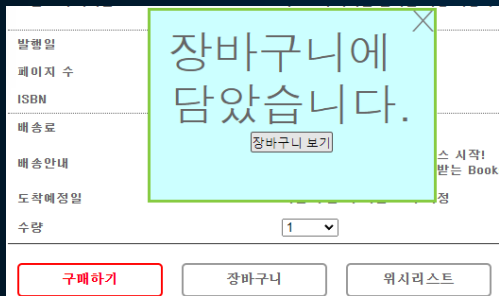 장바구니에
담았습니다.
장바구니 보기
발행일
페이지 수
ISBN
배송료
배송안내
스 시작!
받는 Book
도착예정일
정
수량
1
구매하기
장바구니
위시리스트